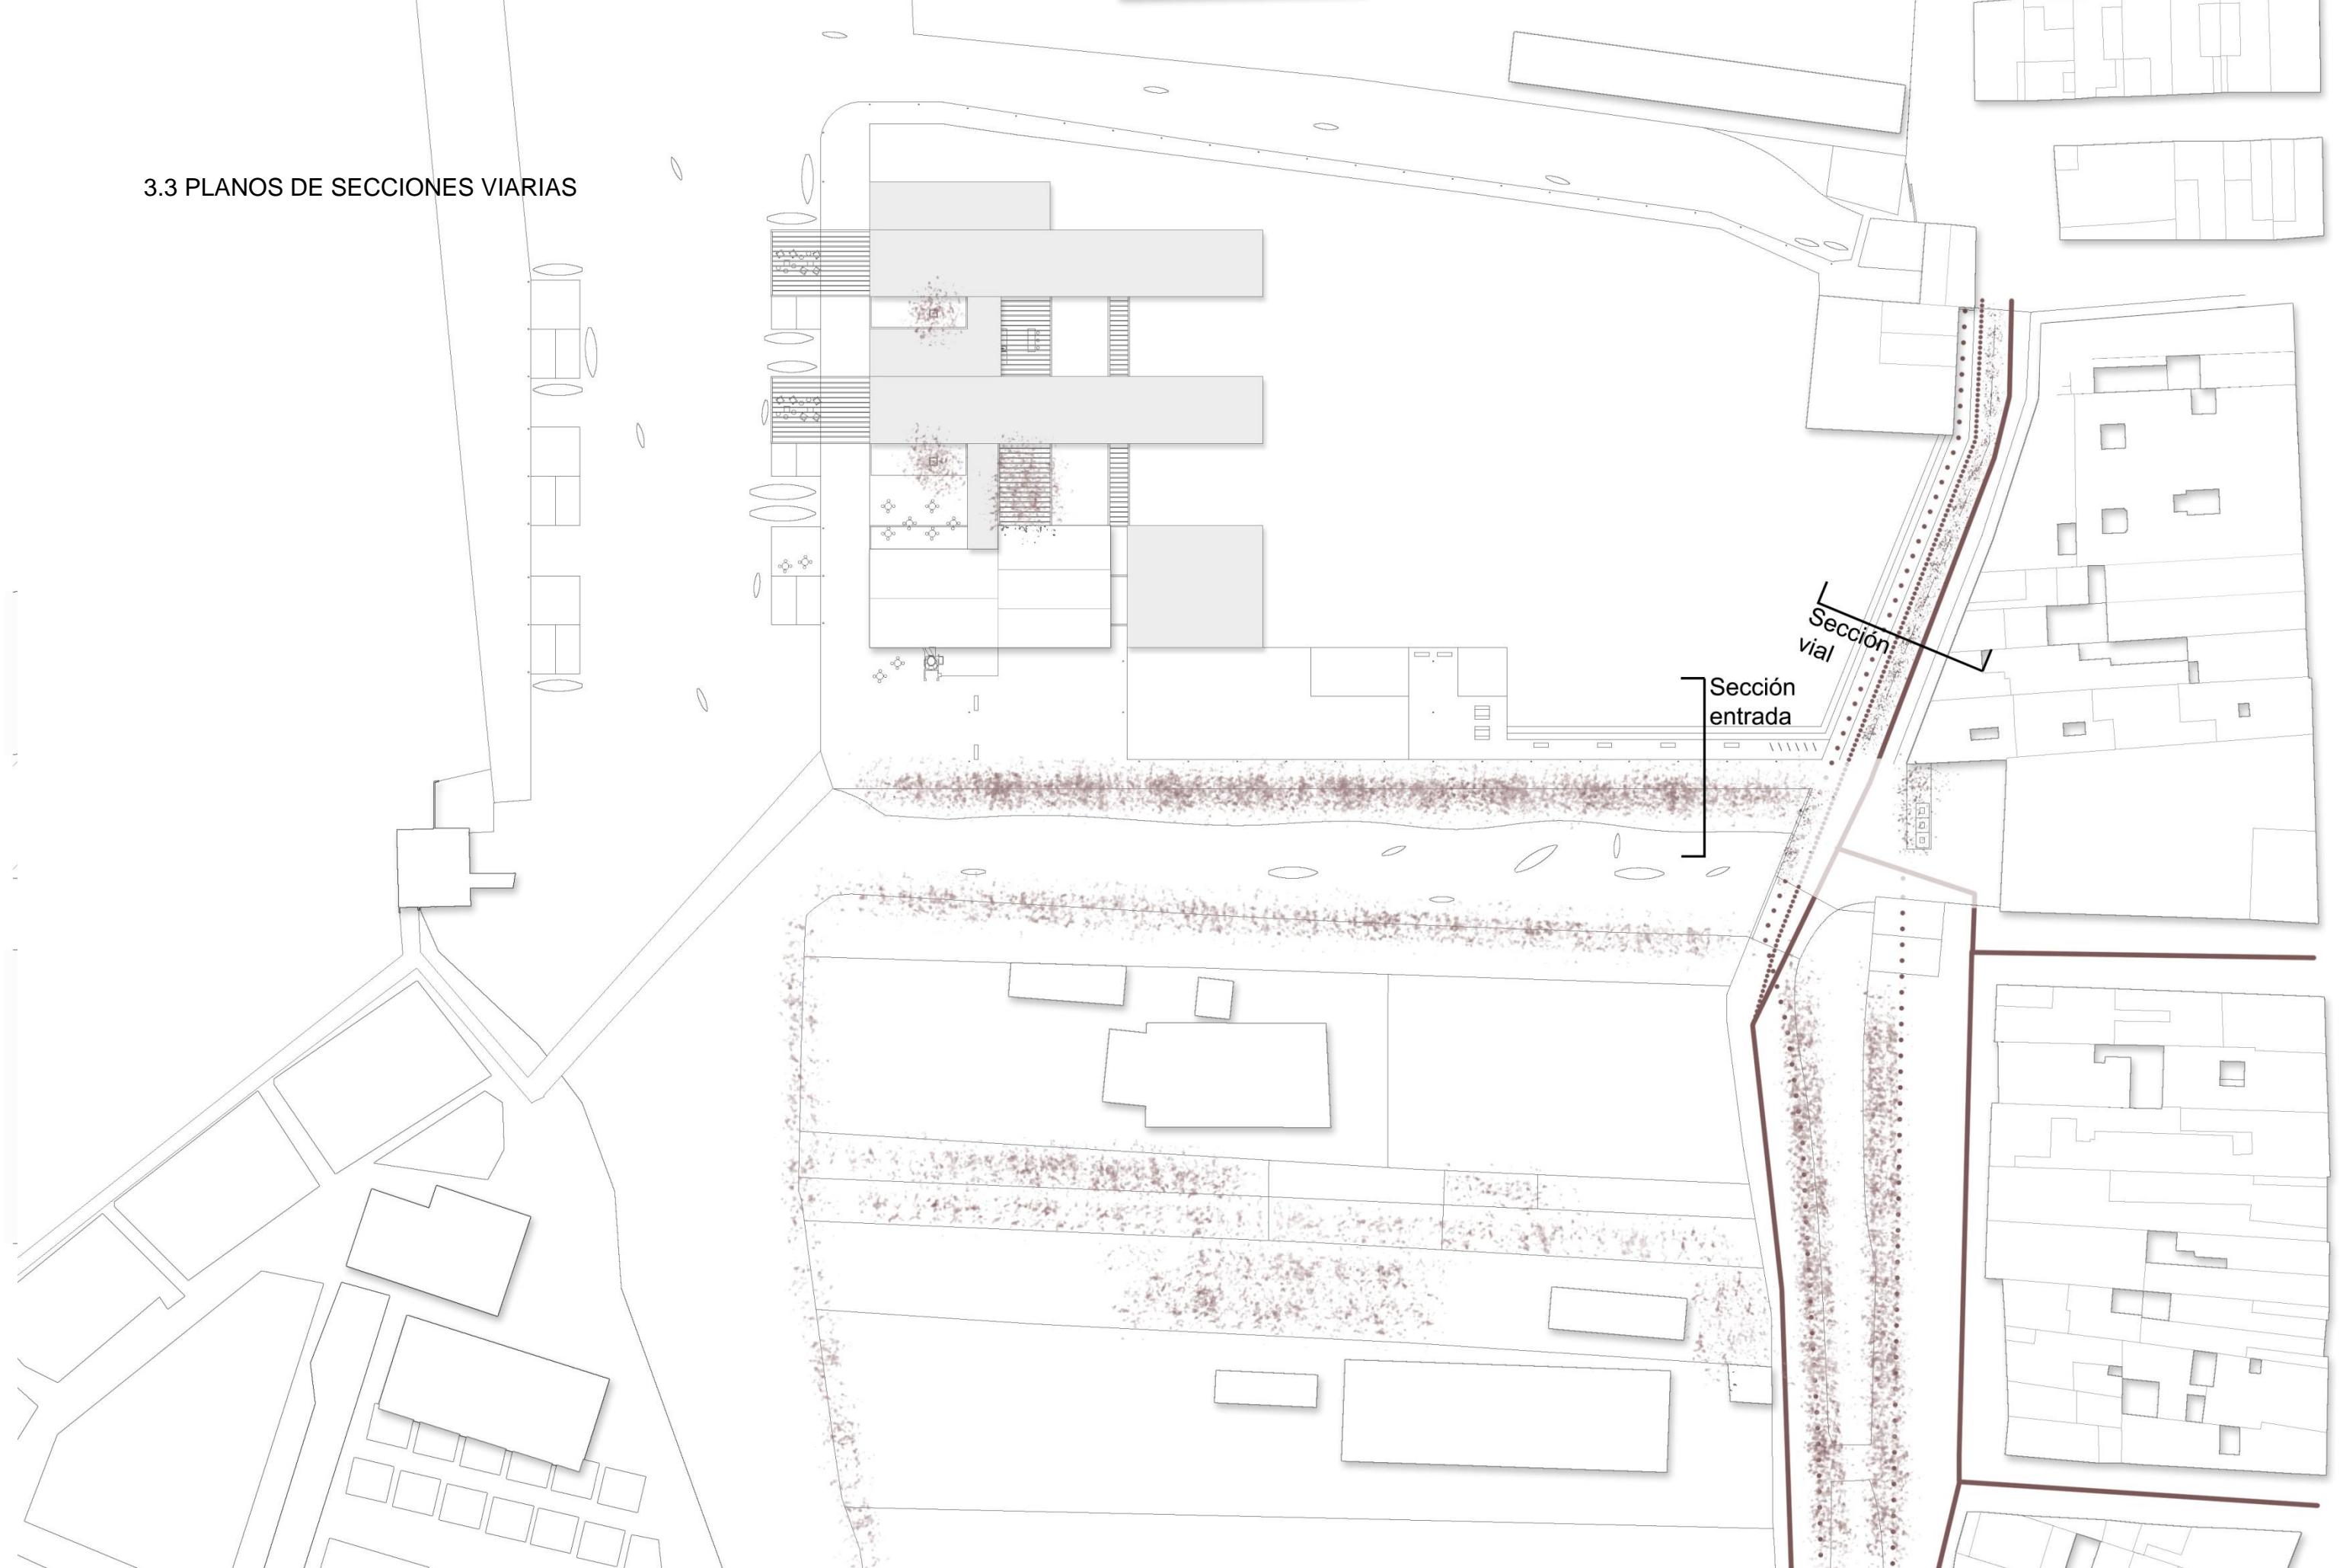 3.3 PLANOS DE SECCIONES VIARIAS
Sección
vial
Sección
entrada